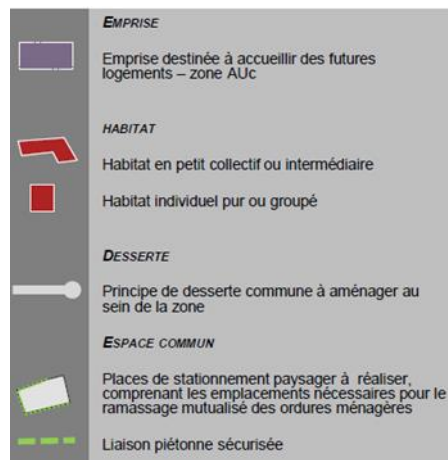 EMPRISE
Emprise destinée à accueillir des futures
logements – zone AUc
HABITAT
Habitat en petit collectif ou intermédiaire
Habitat individuel pur ou groupé
DESSERTE
Principe de desserte commune à aménager au
sein de la zone
ESPACE COMMUN
Places de stationnement paysager à réaliser,
comprenant les emplacements nécessaires pour le
ramassage mutualisé des ordures ménagères
Liaison piétonne sécurisée